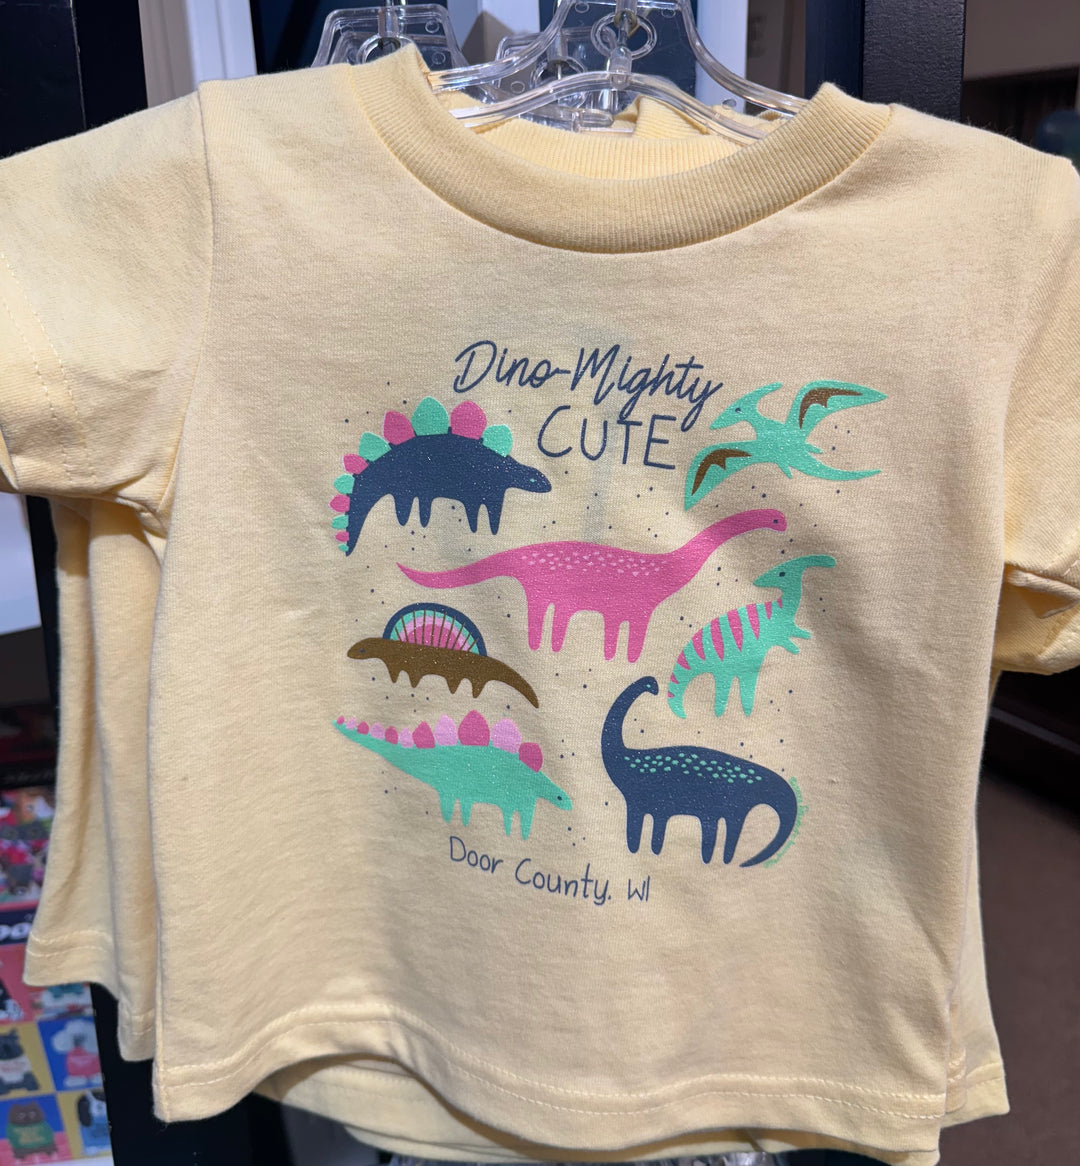 Dino-Mighty
CUTE
Door County, WI